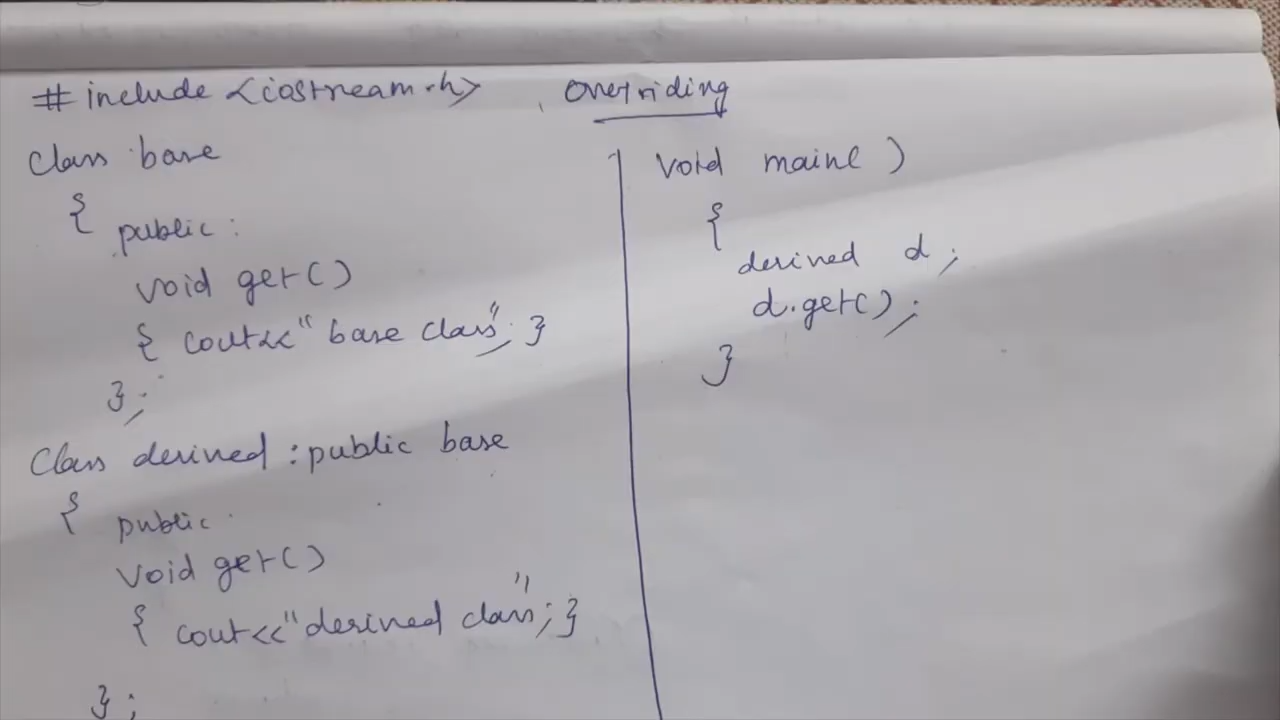 #include <iostream.h>
Overriding
Class base
{ public:
void get()
{ cout<<"base class"; }
};
Class derived : public base
{ public
void get()
{ cout<<"derived class"; }
};
void main()
{
derived d;
d.get();
}